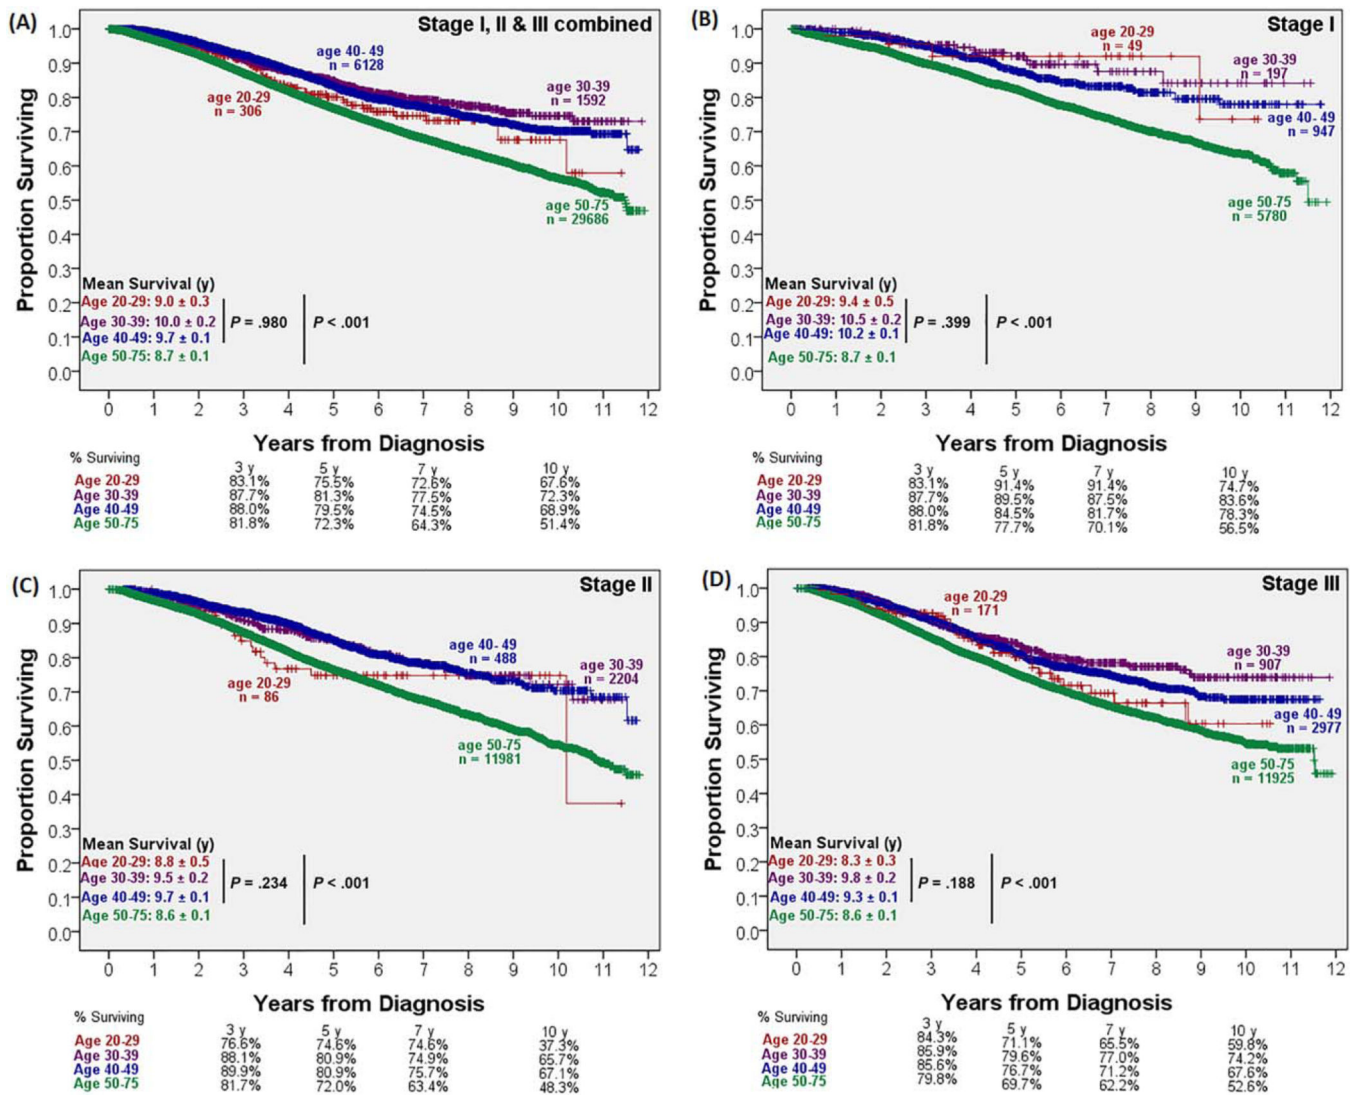 (A)
Stage I, II & III combined
1.0
0.9
0.8
0.7
0.6
0.5
0.4
0.3
0.2
0.1
0.0
Proportion Surviving
age 40- 49
n = 6128
age 20-29
n = 306
age 30-39
n = 1592
age 50-75
n = 29686
Mean Survival (y)
Age 20-29: 9.0 ± 0.3
Age 30-39: 10.0 ± 0.2
Age 40-49: 9.7 ± 0.1
Age 50-75: 8.7 ± 0.1
P = .980
P < .001
0 1 2 3 4 5 6 7 8 9 10 11 12
Years from Diagnosis
% Surviving
3 y 5 y 7 y 10 y
Age 20-29 83.1% 75.5% 72.6% 67.6%
Age 30-39 87.7% 81.3% 77.5% 72.3%
Age 40-49 88.0% 79.5% 74.5% 68.9%
Age 50-75 81.8% 72.3% 64.3% 51.4%
(B)
Stage I
1.0
0.9
0.8
0.7
0.6
0.5
0.4
0.3
0.2
0.1
0.0
Proportion Surviving
age 20-29
n = 49
age 30-39
n = 197
age 40- 49
n = 947
age 50-75
n = 5780
Mean Survival (y)
Age 20-29: 9.4 ± 0.5
Age 30-39: 10.5 ± 0.2
Age 40-49: 10.2 ± 0.1
Age 50-75: 8.7 ± 0.1
P = .399
P < .001
0 1 2 3 4 5 6 7 8 9 10 11 12
Years from Diagnosis
% Surviving
3 y 5 y 7 y 10 y
Age 20-29 83.1% 91.4% 91.4% 74.7%
Age 30-39 87.7% 89.5% 87.5% 83.6%
Age 40-49 88.0% 84.5% 81.7% 78.3%
Age 50-75 81.8% 77.7% 70.1% 56.5%
(C)
Stage II
1.0
0.9
0.8
0.7
0.6
0.5
0.4
0.3
0.2
0.1
0.0
Proportion Surviving
age 40- 49
n = 488
age 30-39
n = 2204
age 20-29
n = 86
age 50-75
n = 11981
Mean Survival (y)
Age 20-29: 8.8 ± 0.5
Age 30-39: 9.5 ± 0.2
Age 40-49: 9.7 ± 0.1
Age 50-75: 8.6 ± 0.1
P = .234
P < .001
0 1 2 3 4 5 6 7 8 9 10 11 12
Years from Diagnosis
% Surviving
3 y 5 y 7 y 10 y
Age 20-29 76.6% 74.6% 74.6% 37.3%
Age 30-39 88.1% 80.9% 74.9% 65.7%
Age 40-49 89.9% 80.9% 75.7% 67.1%
Age 50-75 81.7% 72.0% 63.4% 48.3%
(D)
Stage III
1.0
0.9
0.8
0.7
0.6
0.5
0.4
0.3
0.2
0.1
0.0
Proportion Surviving
age 20-29
n = 171
age 30-39
n = 907
age 40- 49
n = 2977
age 50-75
n = 11925
Mean Survival (y)
Age 20-29: 8.3 ± 0.3
Age 30-39: 9.8 ± 0.2
Age 40-49: 9.3 ± 0.1
Age 50-75: 8.6 ± 0.1
P = .188
P < .001
0 1 2 3 4 5 6 7 8 9 10 11 12
Years from Diagnosis
% Surviving
3 y 5 y 7 y 10 y
Age 20-29 84.3% 71.1% 65.5% 59.8%
Age 30-39 85.9% 79.6% 77.0% 74.2%
Age 40-49 85.6% 76.7% 71.2% 67.6%
Age 50-75 79.8% 69.7% 62.2% 52.6%